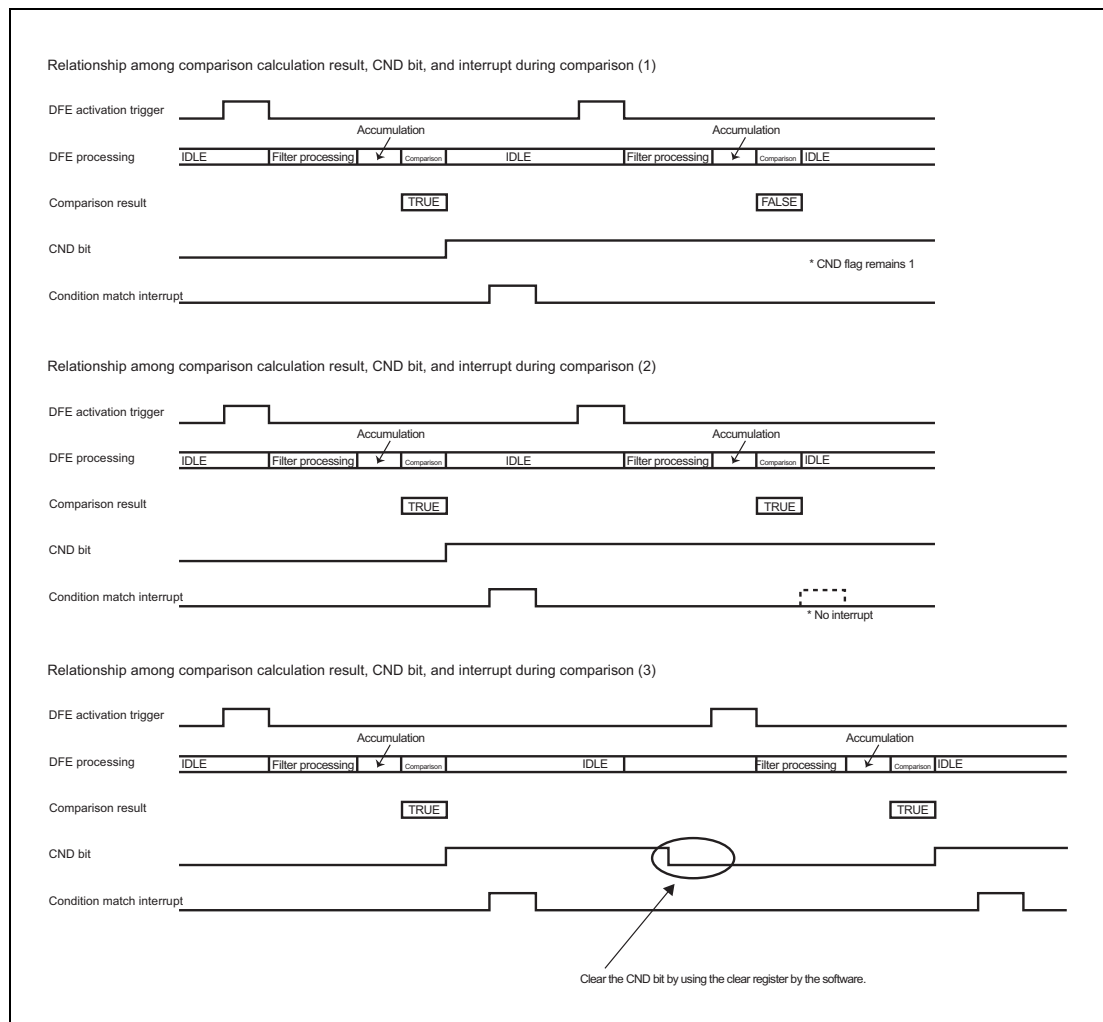 Relationship among comparison calculation result, CND bit, and interrupt during comparison (1)
DFE activation trigger
Accumulation Accumulation
DFE processing IDLE Filter processing Comparison IDLE Filter processing Comparison IDLE
Comparison result TRUE FALSE
CND bit
* CND flag remains 1
Condition match interrupt
Relationship among comparison calculation result, CND bit, and interrupt during comparison (2)
DFE activation trigger
Accumulation Accumulation
DFE processing IDLE Filter processing Comparison IDLE Filter processing Comparison IDLE
Comparison result TRUE TRUE
CND bit
Condition match interrupt
* No interrupt
Relationship among comparison calculation result, CND bit, and interrupt during comparison (3)
DFE activation trigger
Accumulation Accumulation
DFE processing IDLE Filter processing Comparison IDLE Filter processing Comparison IDLE
Comparison result TRUE TRUE
CND bit
Condition match interrupt
Clear the CND bit by using the clear register by the software.